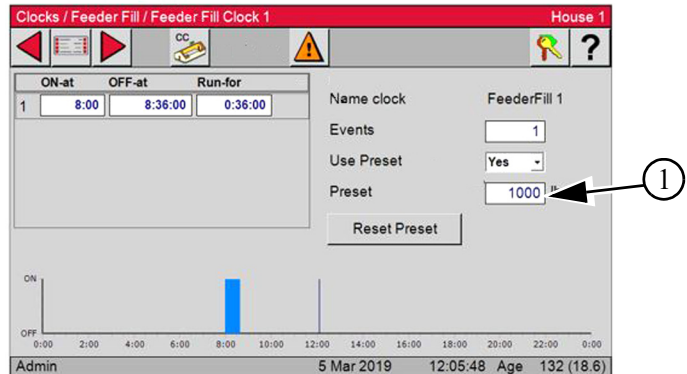 Clocks / Feeder Fill / Feeder Fill Clock 1 House 1
CC
?
ON-at OFF-at Run-for
1 8:00 8:36:00 0:36:00
Name clock FeederFill 1
Events 1
Use Preset Yes
Preset 1000
1
Reset Preset
ON
OFF
0:00 2:00 4:00 6:00 8:00 10:00 12:00 14:00 16:00 18:00 20:00 22:00 0:00
Admin 5 Mar 2019 12:05:48 Age 132 (18.6)